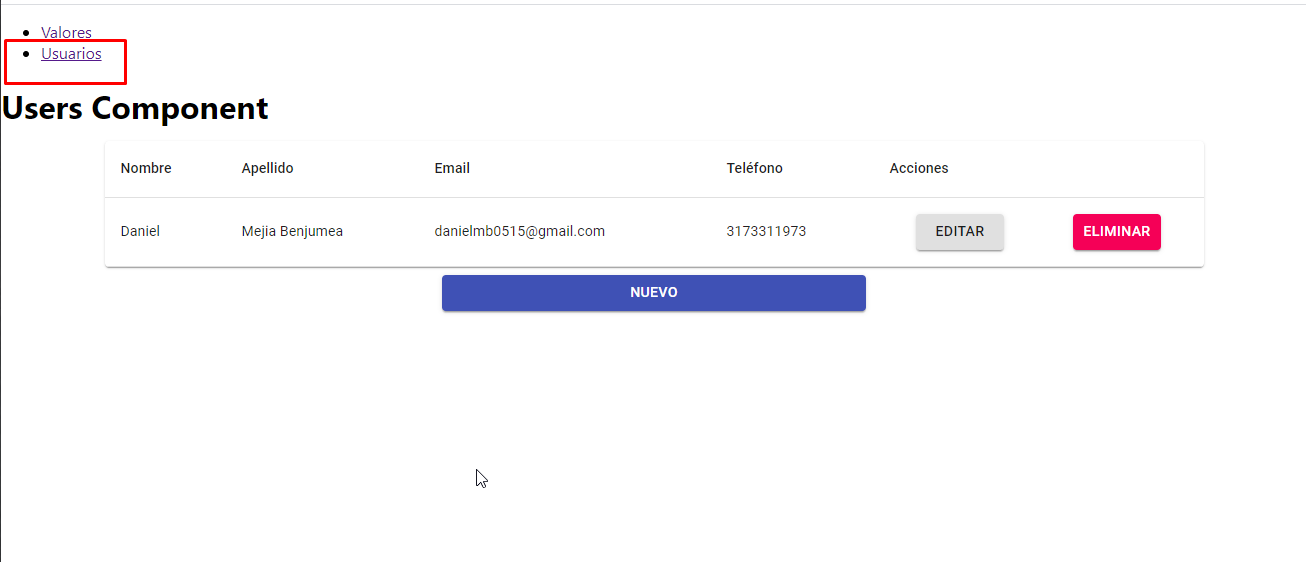 Valores
Usuarios
Users Component
Nombre Apellido Email Teléfono Acciones
Daniel Mejia Benjumea danielmb0515@gmail.com 3173311973 EDITAR ELIMINAR
NUEVO